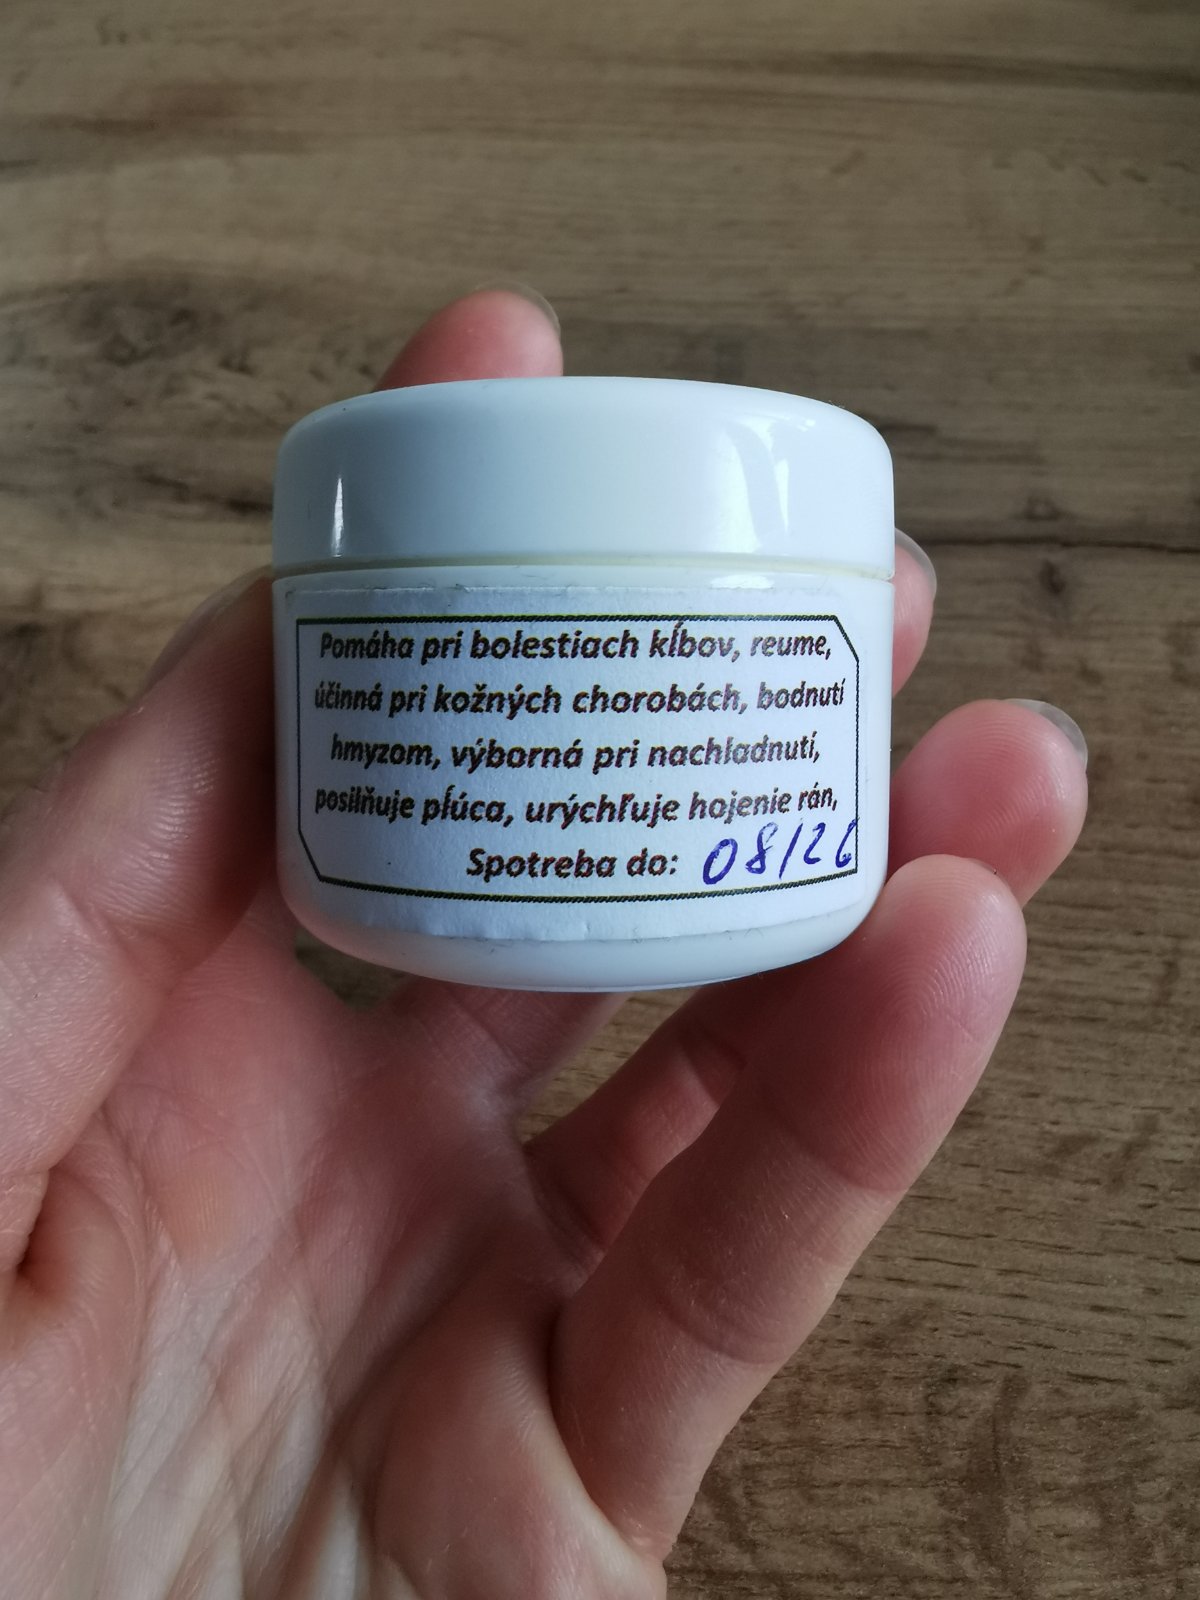 Pomáha pri bolestiach kĺbov, reume,
účinná pri kožných chorobách, bodnutí
hmyzom, výborná pri nachladnutí,
posilňuje pľúca, urýchľuje hojenie rán,
Spotreba do: 08/26